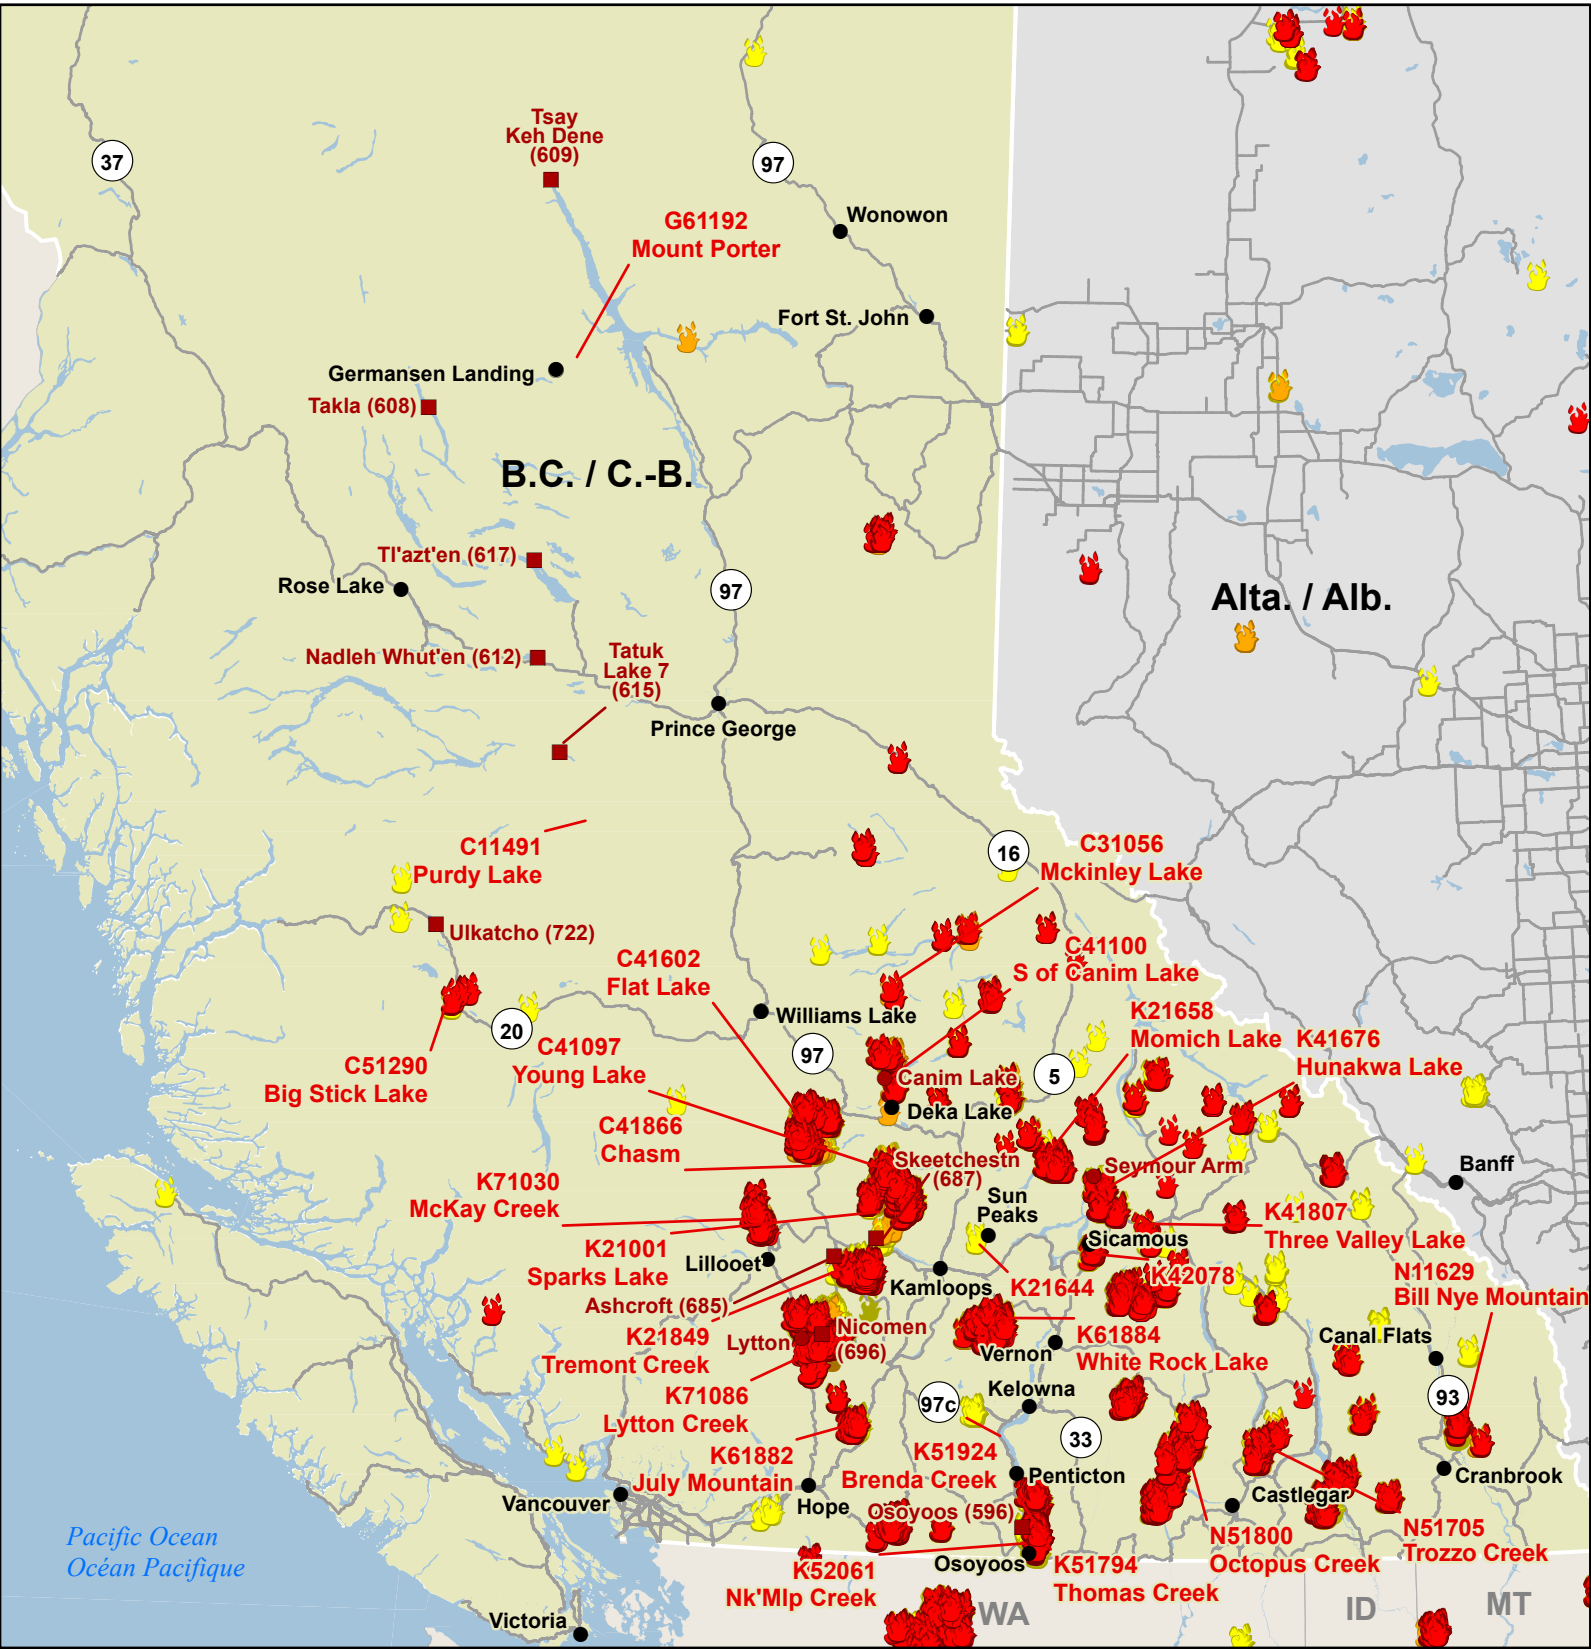 Tsay
Keh Dene
(609)
37
97
Wonowon
G61192
Mount Porter
Fort St. John
Germansen Landing
Takla (608)
B.C. / C.-B.
Tl'azt'en (617)
Rose Lake
97
Alta. / Alb.
Nadleh Whut'en (612)
Tatuk
Lake 7
(615)
Prince George
C11491
Purdy Lake
16
C31056
Mckinley Lake
Ulkatcho (722)
C41602
Flat Lake
C41100
S of Canim Lake
Williams Lake
20
97
K21658
Momich Lake
K41676
Hunakwa Lake
C51290
Big Stick Lake
C41097
Young Lake
Canim Lake
5
Deka Lake
C41866
Chasm
Skeetchestn
(687)
Seymour Arm
Banff
K71030
McKay Creek
Sun
Peaks
K41807
Three Valley Lake
K21001
Sparks Lake
Lillooet
Sicamous
Kamloops
K21644
K42078
N11629
Bill Nye Mountain
Ashcroft (685)
K21849
Tremont Creek
Lytton
Nicomen
(696)
K61884
White Rock Lake
Vernon
Canal Flats
K71086
Lytton Creek
97c
Kelowna
93
33
K61882
July Mountain
K51924
Brenda Creek
Penticton
Cranbrook
Vancouver
Hope
Osoyoos (596)
Castlegar
Pacific Ocean
Océan Pacifique
N51800
Octopus Creek
N51705
Trozzo Creek
K52061
Nk'Mlp Creek
Osoyoos
K51794
Thomas Creek
Victoria
WA
ID
MT